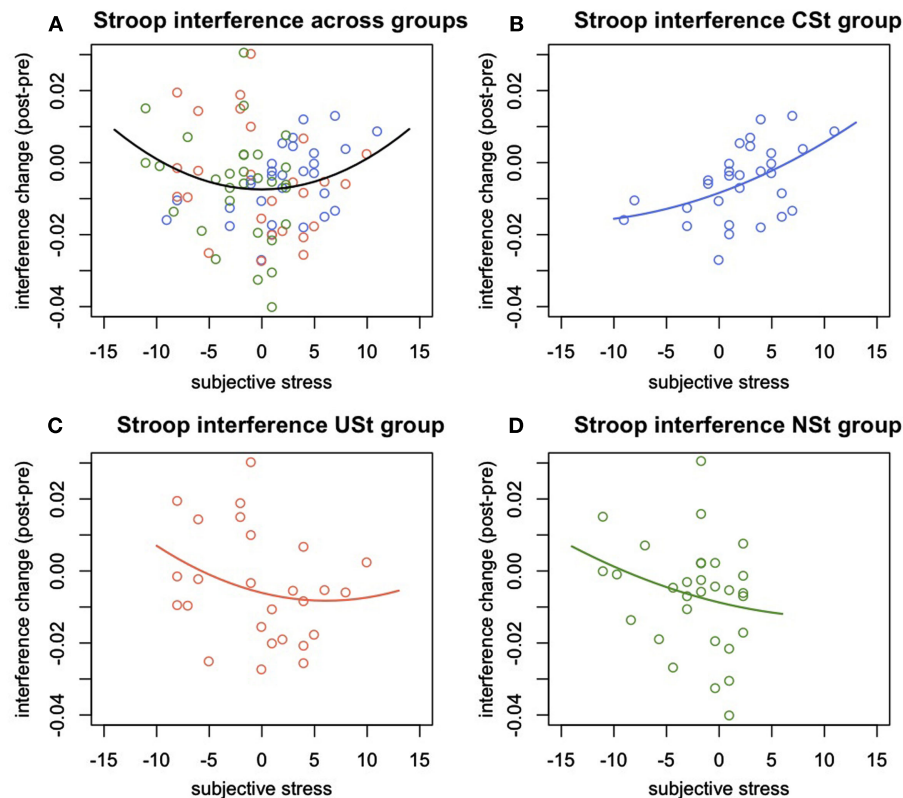 A Stroop interference across groups
interference change (post-pre)
0.02
0.00
-0.02
-0.04
-15 -10 -5 0 5 10 15
subjective stress
B Stroop interference CSt group
interference change (post-pre)
0.02
0.00
-0.02
-0.04
-15 -10 -5 0 5 10 15
subjective stress
C Stroop interference USt group
interference change (post-pre)
0.02
0.00
-0.02
-0.04
-15 -10 -5 0 5 10 15
subjective stress
D Stroop interference NSt group
interference change (post-pre)
0.02
0.00
-0.02
-0.04
-15 -10 -5 0 5 10 15
subjective stress